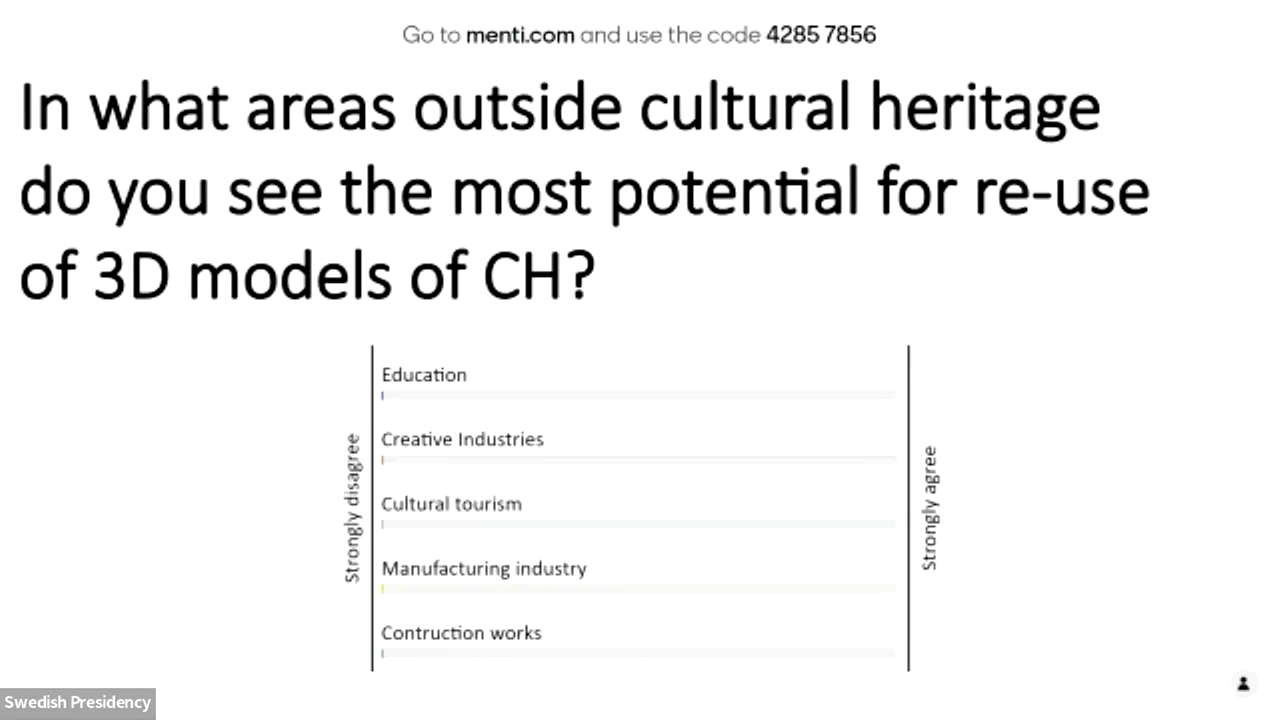 Go to menti.com and use the code 4285 7856
In what areas outside cultural heritage
do you see the most potential for re-use
of 3D models of CH?
Strongly disagree
Education
Creative Industries
Cultural tourism
Manufacturing industry
Contruction works
Strongly agree
Swedish Presidency